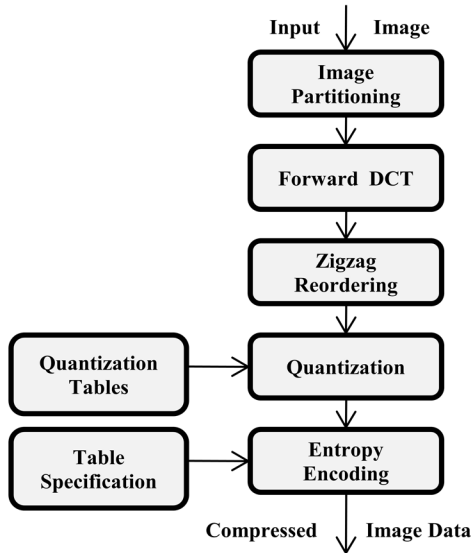 Input Image
Image
Partitioning
Forward DCT
Zigzag
Reordering
Quantization
Tables
Quantization
Table
Specification
Entropy
Encoding
Compressed Image Data